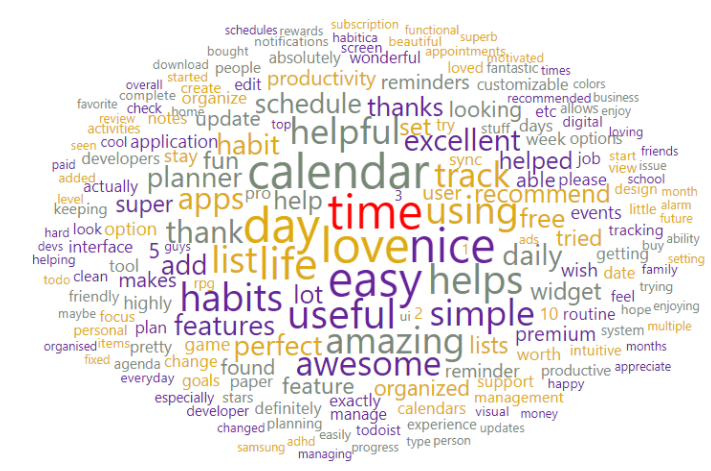 subscription functional
schedules rewards habitica beautiful superb
notifications screen appointments
download bought people absolutely wonderful loved fantastic motivated times
overall started create edit productivity reminders customizable colors
favorite complete organize schedule thanks looking recommended business
review check home notes update top helpful set try stuff etc allows enjoy
activities cool application habit excellent days digital loving
seen developers stay fun calendar track sync week options
paid added actually planner helped job start friends
level keeping super apps pro help 3 user able please view issue
hard look option thank day time using recommend design school month
devs interface 5 guys love nice 1 free events little alarm
helping clean makes add list life ads tried tracking future
todo tool rpg easy helps daily getting buy ability
friendly highly habits lot wish date family setting
maybe focus features useful ui 2 simple widget feel trying
personal plan 10 routine hope enjoying
organised items pretty game perfect amazing lists premium system multiple
fixed agenda change found awesome reminder worth intuitive months
everyday goals paper feature organized support productive appreciate
especially stars exactly calendars management happy
developer definitely manage experience visual money
changed planning easily todoist updates
samsung adhd managing progress type person